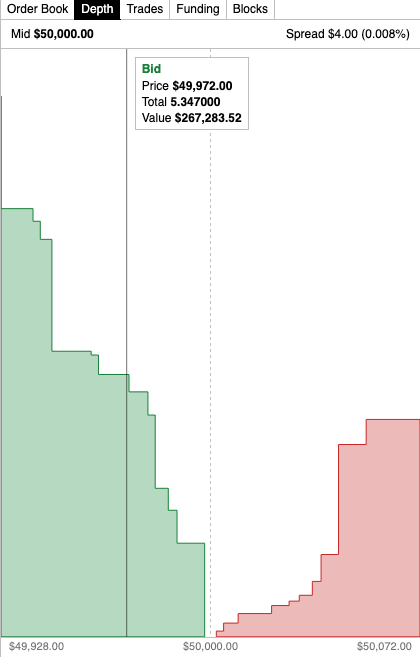 Order Book Depth Trades Funding Blocks
Mid $50,000.00 Spread $4.00 (0.008%)
Bid
Price $49,972.00
Total 5.347000
Value $267,283.52
$49,928.00 $50,000.00 $50,072.00